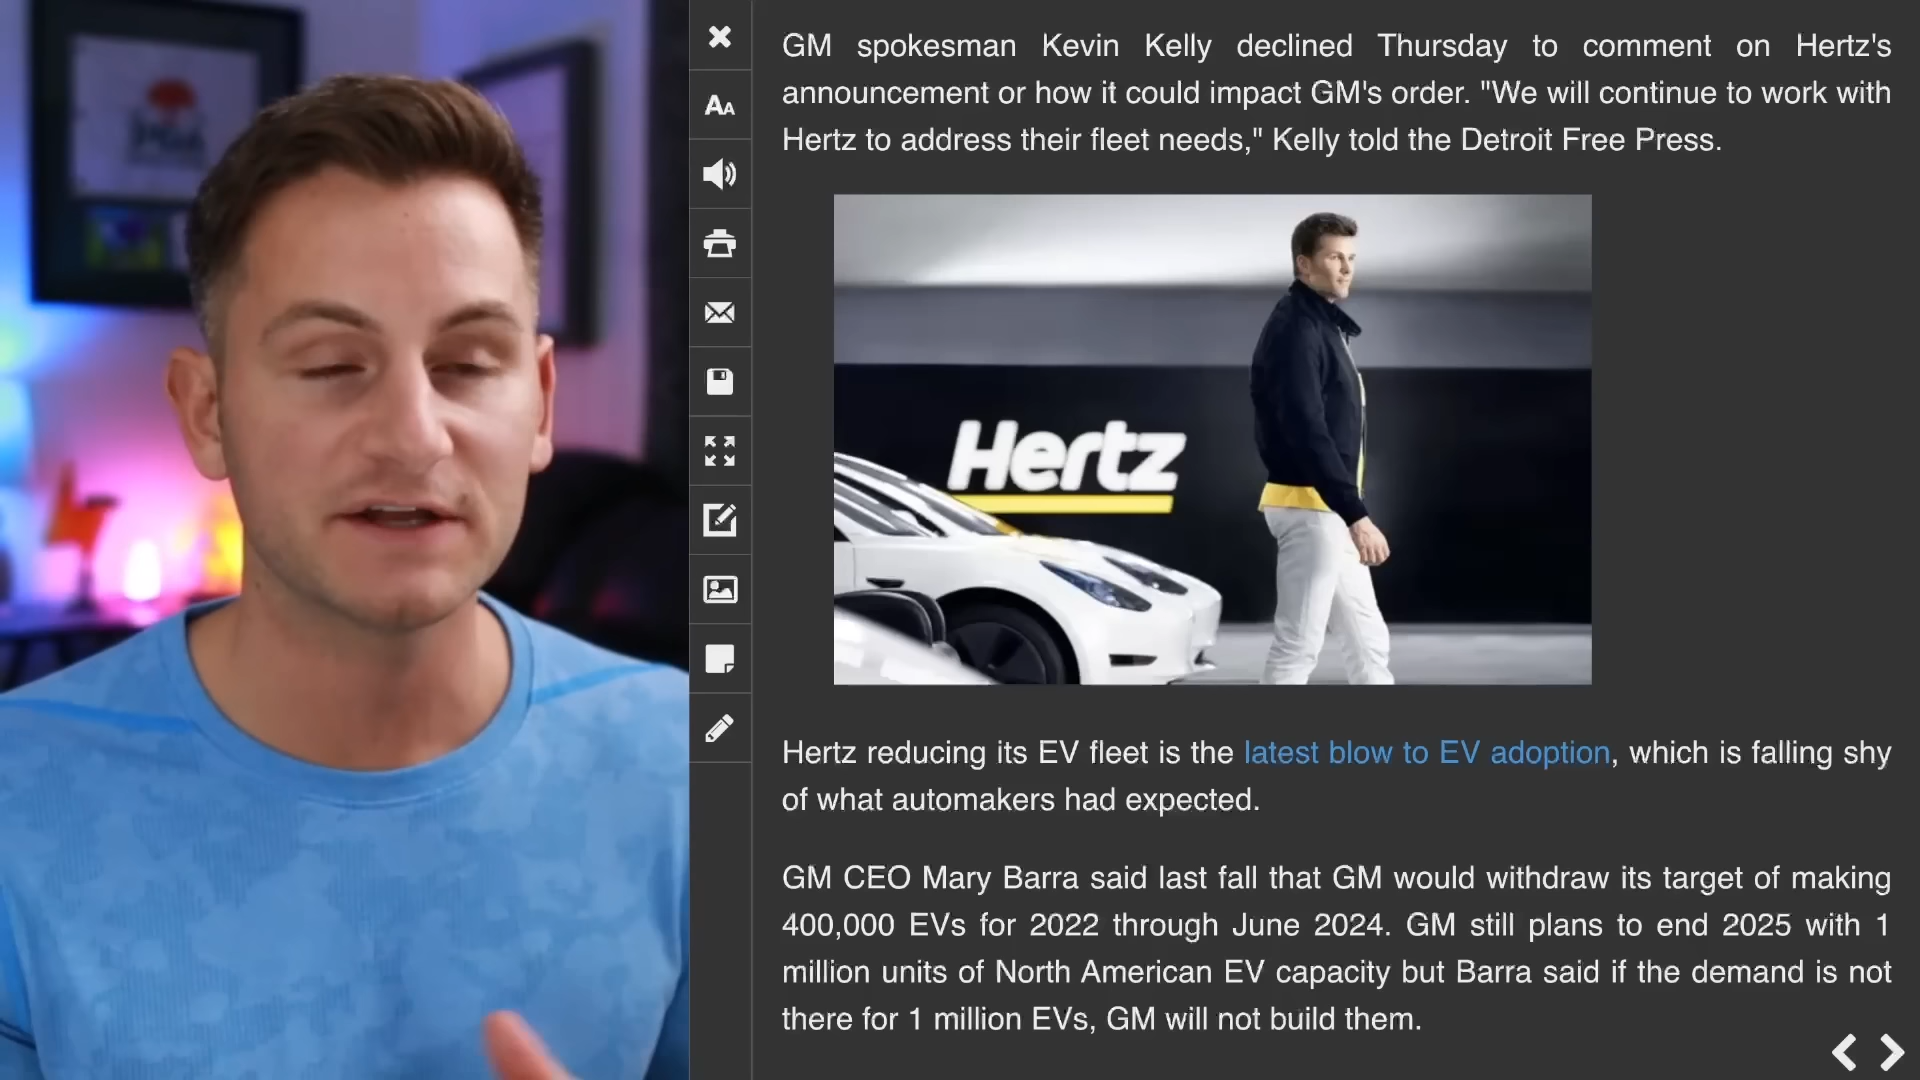 GM spokesman Kevin Kelly declined Thursday to comment on Hertz's
announcement or how it could impact GM's order. "We will continue to work with
Hertz to address their fleet needs," Kelly told the Detroit Free Press.
Hertz
Hertz reducing its EV fleet is the latest blow to EV adoption, which is falling shy
of what automakers had expected.
GM CEO Mary Barra said last fall that GM would withdraw its target of making
400,000 EVs for 2022 through June 2024. GM still plans to end 2025 with 1
million units of North American EV capacity but Barra said if the demand is not
there for 1 million EVs, GM will not build them.